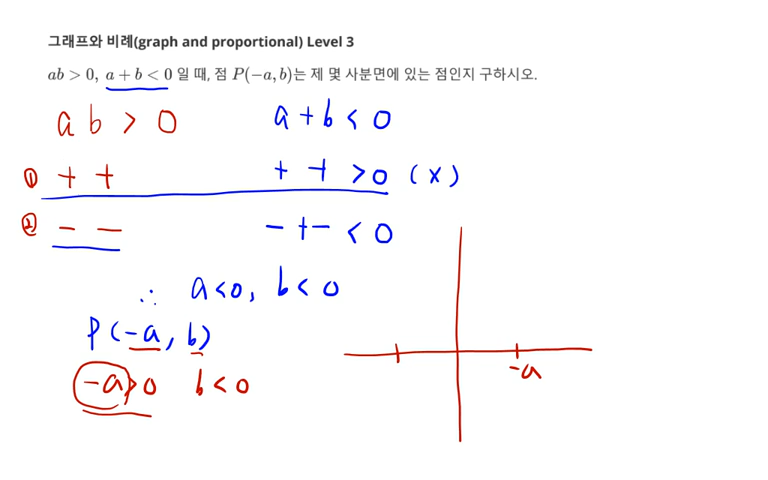 그래프와 비례(graph and proportional) Level 3
ab > 0, a + b < 0 일 때, 점 P(−a, b)는 제 몇 사분면에 있는 점인지 구하시오.
a b > 0 a + b < 0
① + + + + > 0 (X)
② − − − + − < 0
∴ a < 0, b < 0
P (−a, b)
−a > 0 b < 0
−a